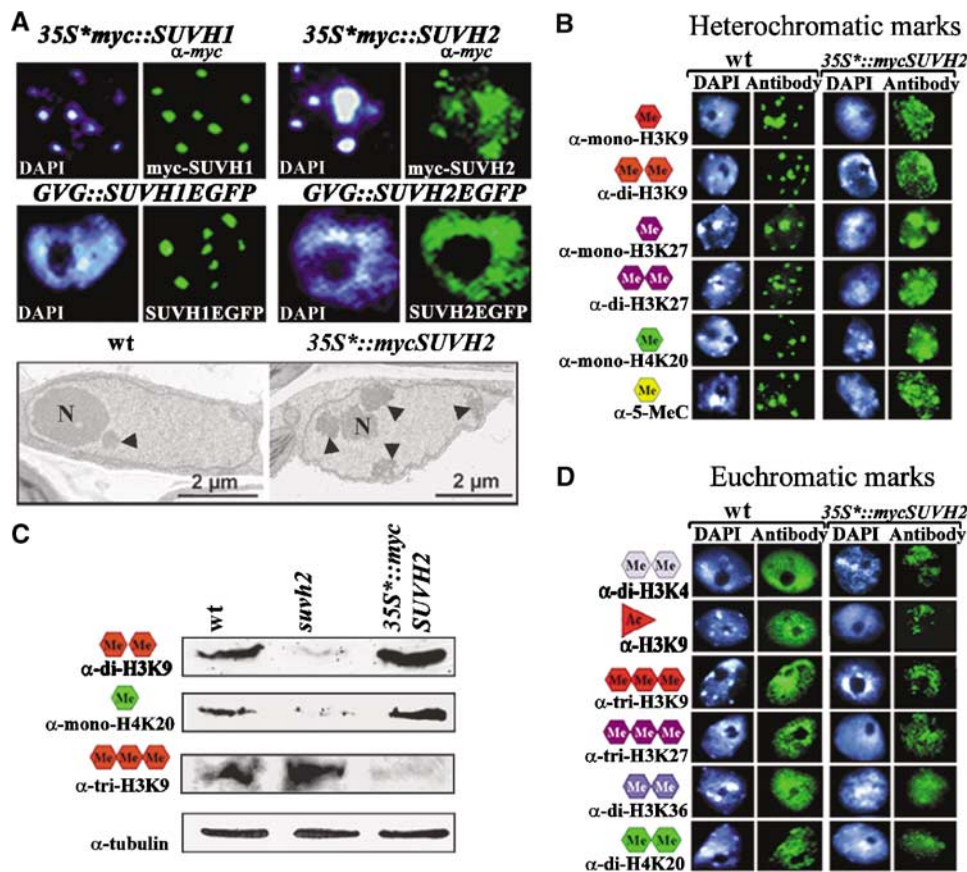 A
35S*myc::SUVH1 35S*myc::SUVH2
α-myc α-myc
DAPI myc-SUVH1 DAPI myc-SUVH2
GVG::SUVH1EGFP GVG::SUVH2EGFP
DAPI SUVH1EGFP DAPI SUVH2EGFP
wt 35S*::mycSUVH2
N N
2 µm 2 µm
B Heterochromatic marks
wt 35S*::mycSUVH2
DAPI Antibody DAPI Antibody
Me
α-mono-H3K9
Me Me
α-di-H3K9
Me
α-mono-H3K27
Me Me
α-di-H3K27
Me
α-mono-H4K20
Me
α-5-MeC
C
wt suvh2 35S*::myc
SUVH2
Me Me
α-di-H3K9
Me
α-mono-H4K20
Me Me Me
α-tri-H3K9
α-tubulin
D Euchromatic marks
wt 35S*::mycSUVH2
DAPI Antibody DAPI Antibody
Me Me
α-di-H3K4
Ac
α-H3K9
Me Me Me
α-tri-H3K9
Me Me Me
α-tri-H3K27
Me Me
α-di-H3K36
Me Me
α-di-H4K20